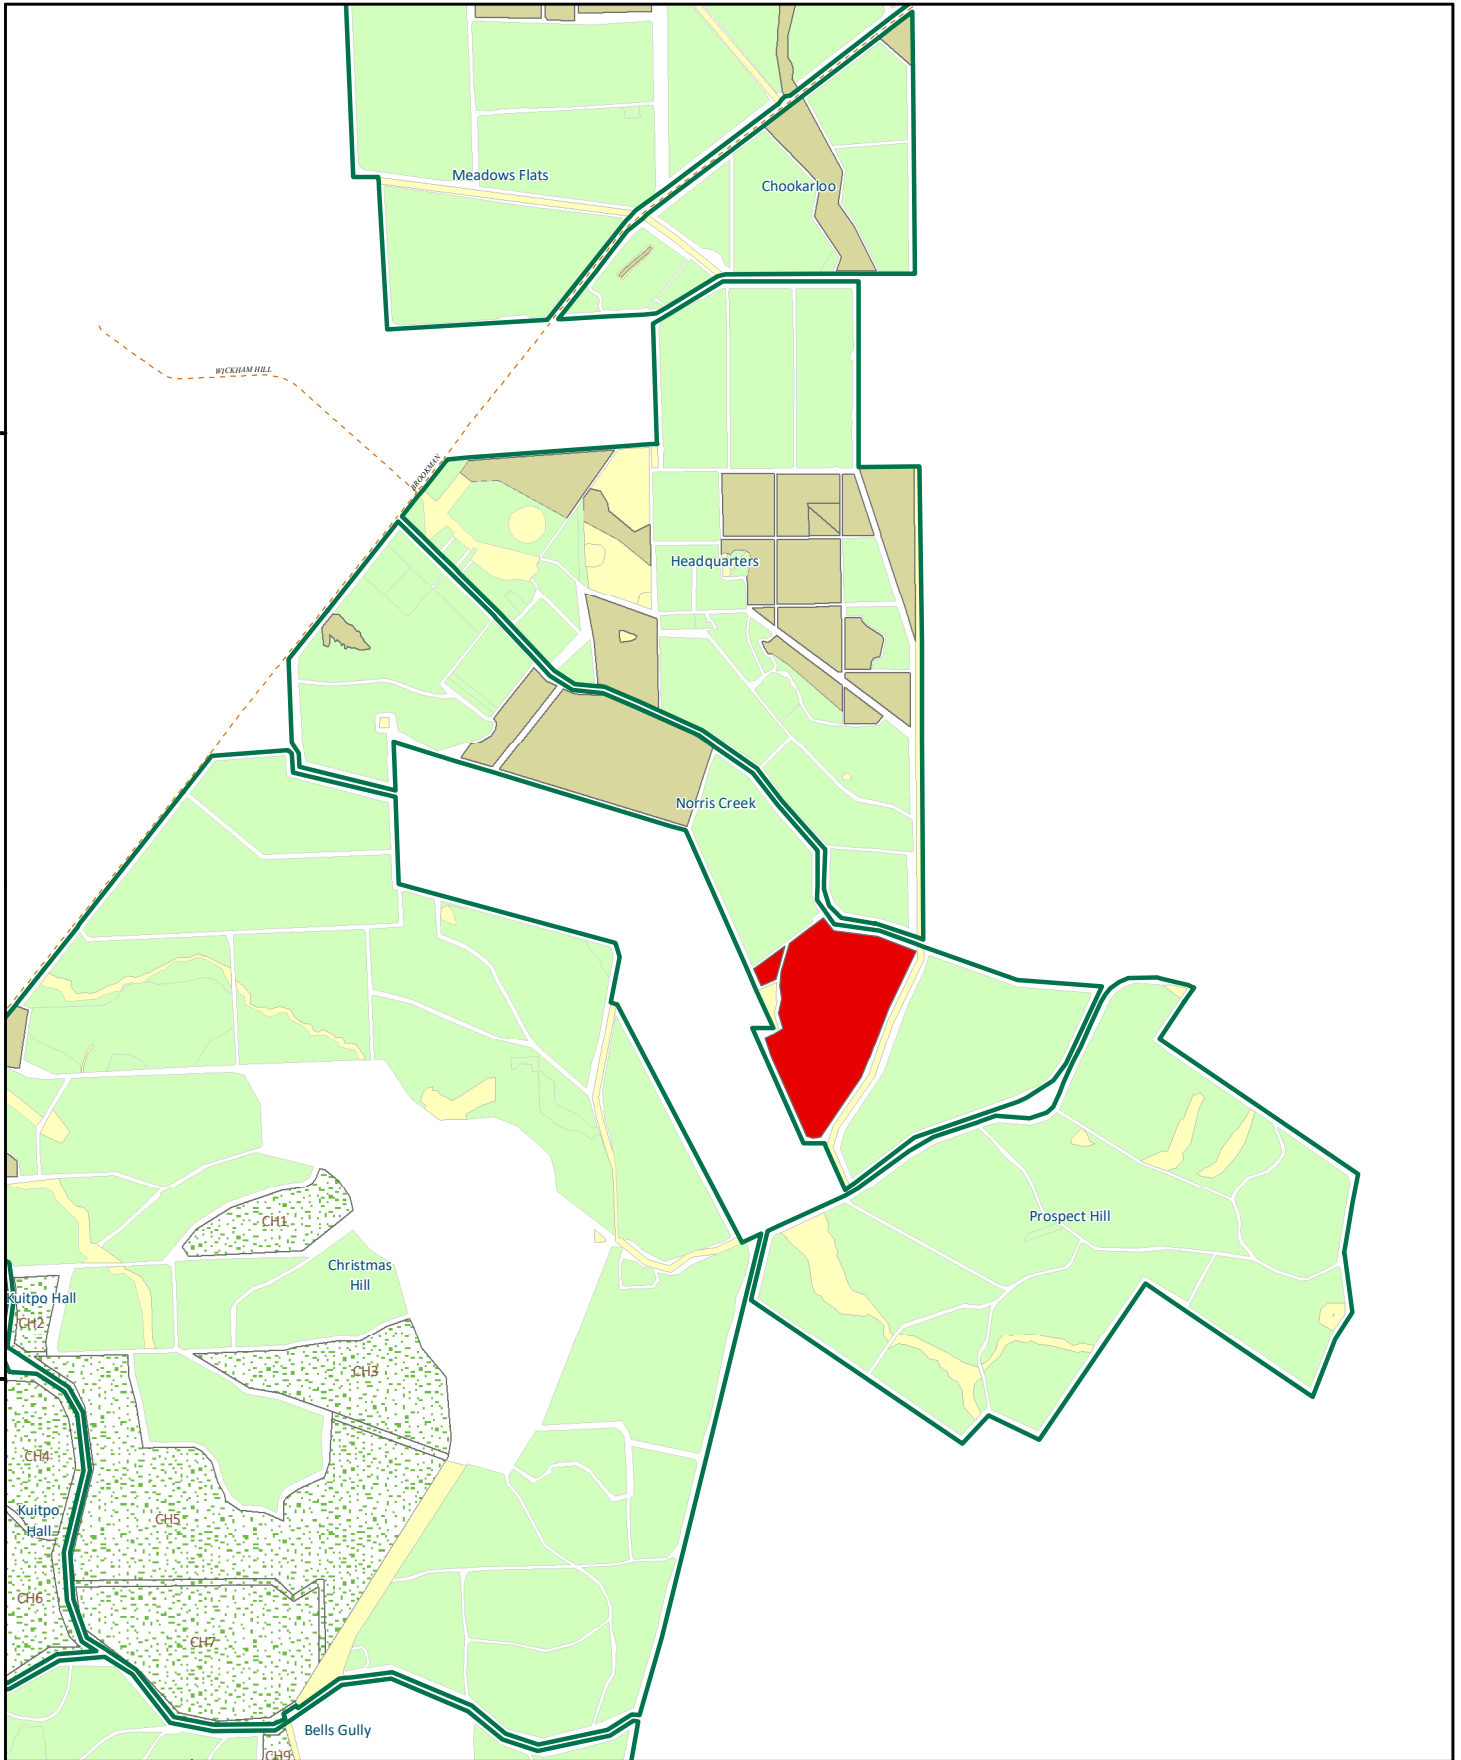 Meadows Flats
Chookarloo
WICKHAM HILL
BROOKMAN
Headquarters
Norris Creek
Prospect Hill
CH1
Christmas
Hill
Kuitpo Hall
CH2
CH3
CH4
Kuitpo
Hall
CH5
CH6
CH7
Bells Gully
CH9